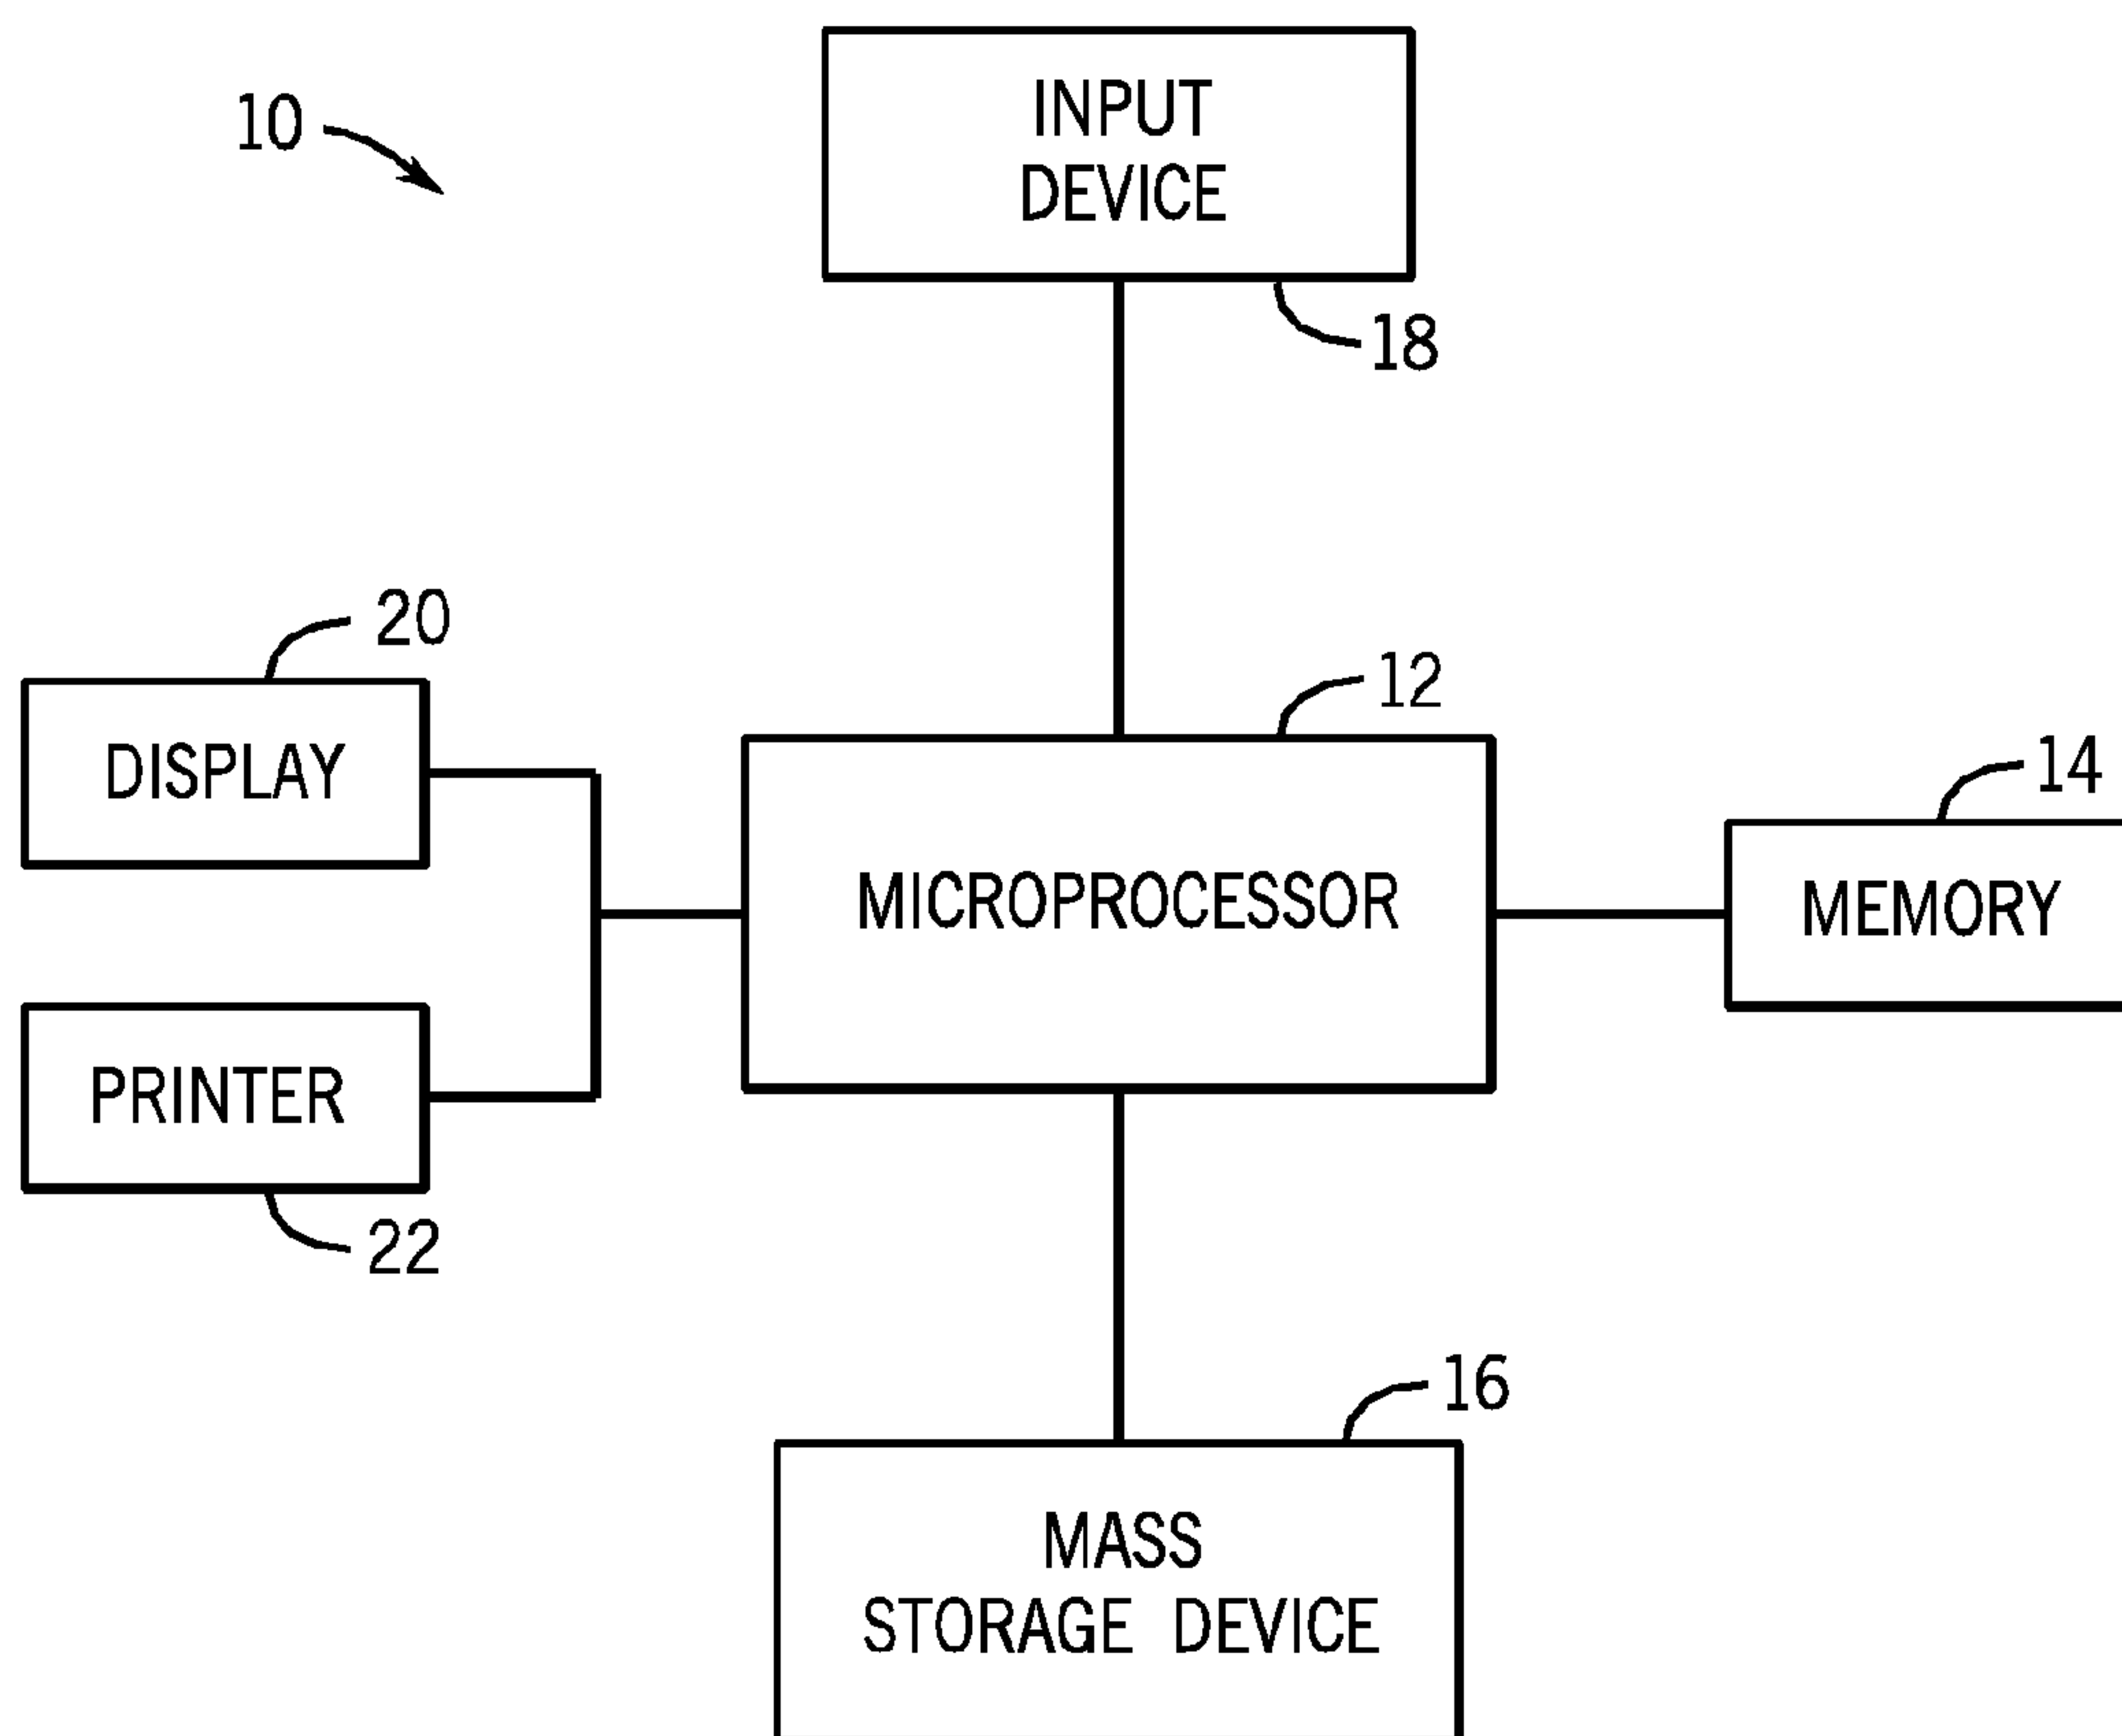 10
INPUT
DEVICE
18
20
12
14
DISPLAY
MICROPROCESSOR
MEMORY
PRINTER
22
16
MASS
STORAGE DEVICE